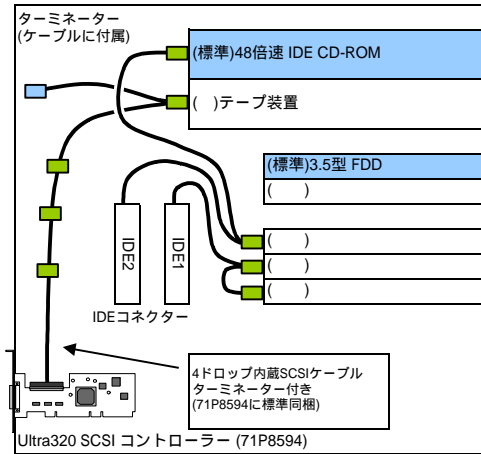 ターミネーター
(ケーブルに付属)
(標準)48倍速 IDE CD-ROM
(　)テープ装置
(標準)3.5型 FDD
(　　)
(　　)
(　　)
(　　)
IDE2
IDE1
IDEコネクター
4ドロップ内蔵SCSIケーブル
ターミネーター付き
(71P8594に標準同梱)
Ultra320 SCSI コントローラー (71P8594)